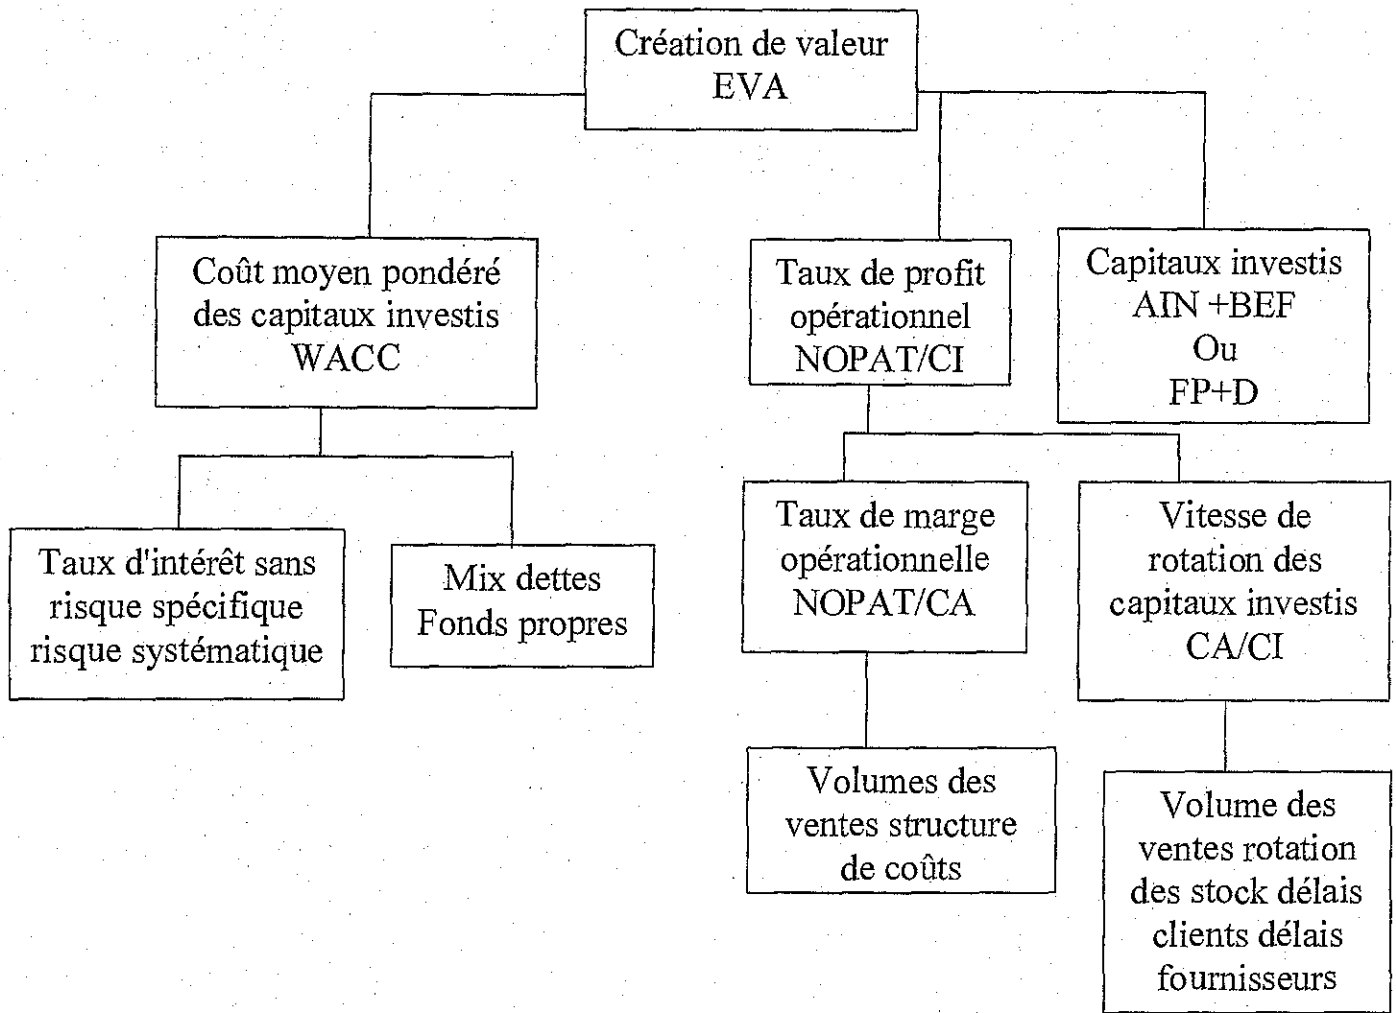 Création de valeur
EVA
Coût moyen pondéré
des capitaux investis
WACC
Taux de profit
opérationnel
NOPAT/CI
Capitaux investis
AIN +BEF
Ou
FP+D
Taux d'intérêt sans
risque spécifique
risque systématique
Mix dettes
Fonds propres
Taux de marge
opérationnelle
NOPAT/CA
Vitesse de
rotation des
capitaux investis
CA/CI
Volumes des
ventes structure
de coûts
Volume des
ventes rotation
des stock délais
clients délais
fournisseurs